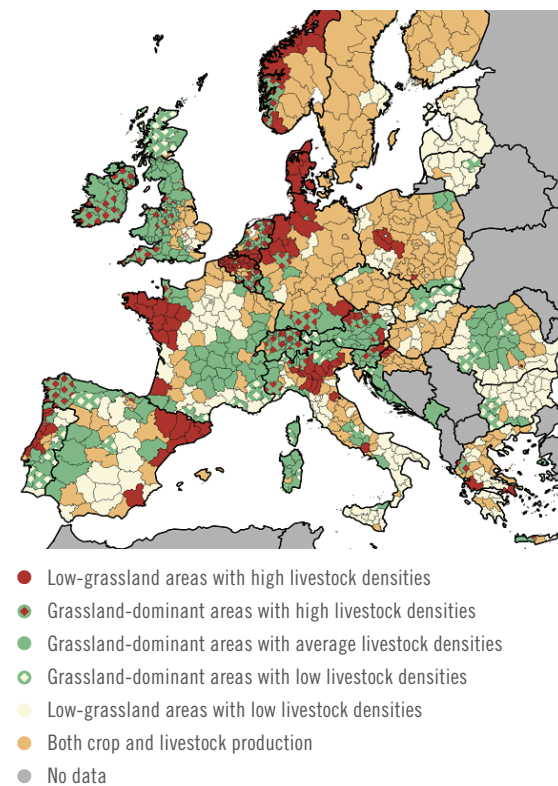 Low-grassland areas with high livestock densities
Grassland-dominant areas with high livestock densities
Grassland-dominant areas with average livestock densities
Grassland-dominant areas with low livestock densities
Low-grassland areas with low livestock densities
Both crop and livestock production
No data